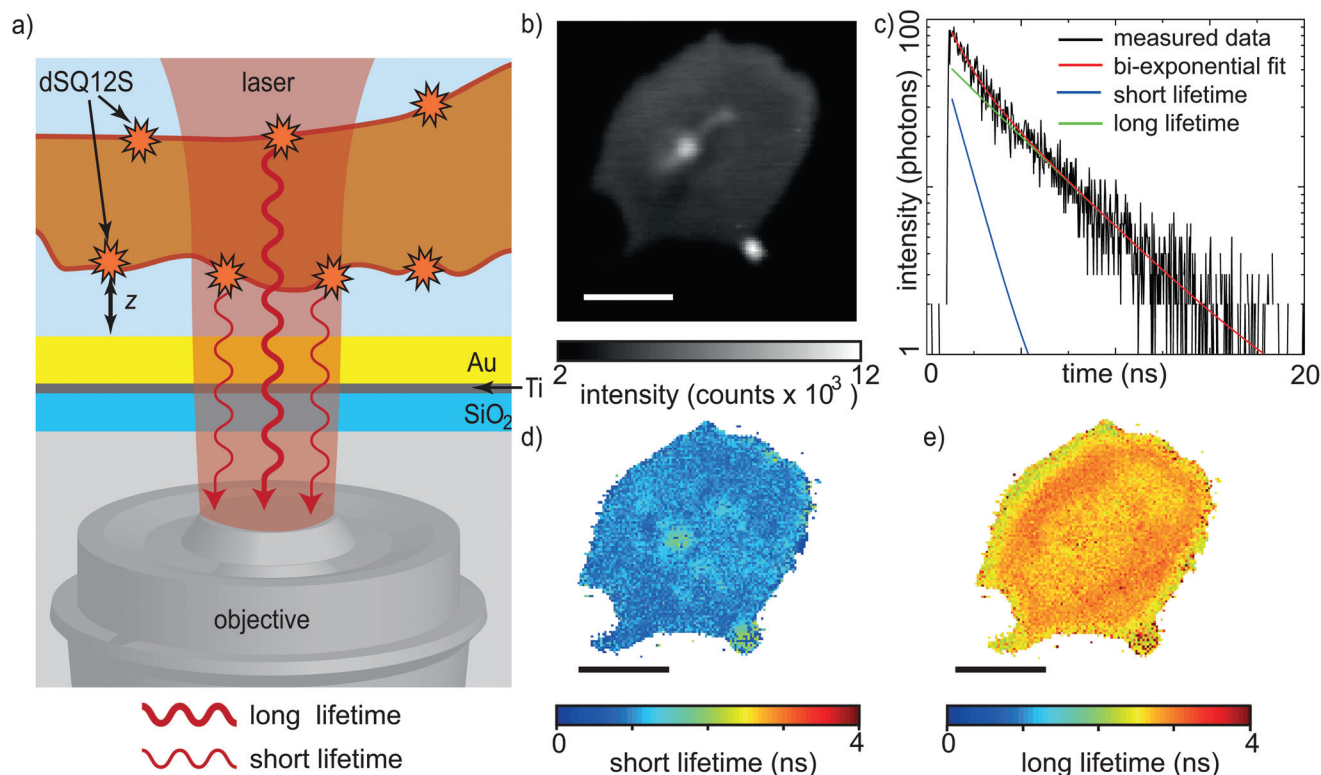 a)
dSQ12S
laser
z
Au
Ti
SiO2
objective
long lifetime
short lifetime
b)
2
12
intensity (counts x 10³ )
c)
100
intensity (photons)
1
measured data
bi-exponential fit
short lifetime
long lifetime
0
time (ns)
20
d)
0
4
short lifetime (ns)
e)
0
4
long lifetime (ns)